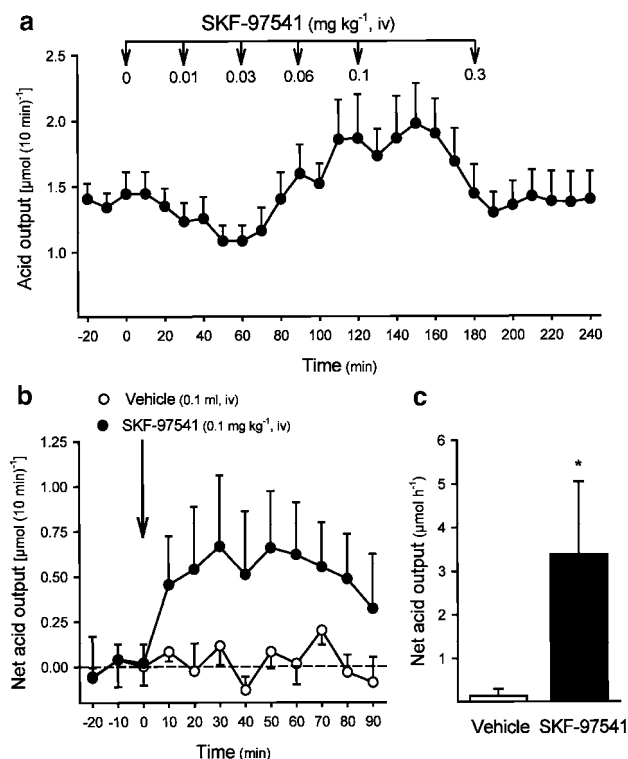 a
SKF-97541 (mg kg⁻¹, iv)
0 0.01 0.03 0.06 0.1 0.3
Acid output [µmol (10 min)⁻¹]
2.5
2.0
1.5
1.0
-20 0 20 40 60 80 100 120 140 160 180 200 220 240
Time (min)
b
Vehicle (0.1 ml, iv)
SKF-97541 (0.1 mg kg⁻¹, iv)
Net acid output [µmol (10 min)⁻¹]
1.25
1.00
0.75
0.50
0.25
0.00
-20 -10 0 10 20 30 40 50 60 70 80 90
Time (min)
c
Net acid output (µmol h⁻¹)
6
5
4
3
2
1
*
Vehicle SKF-97541